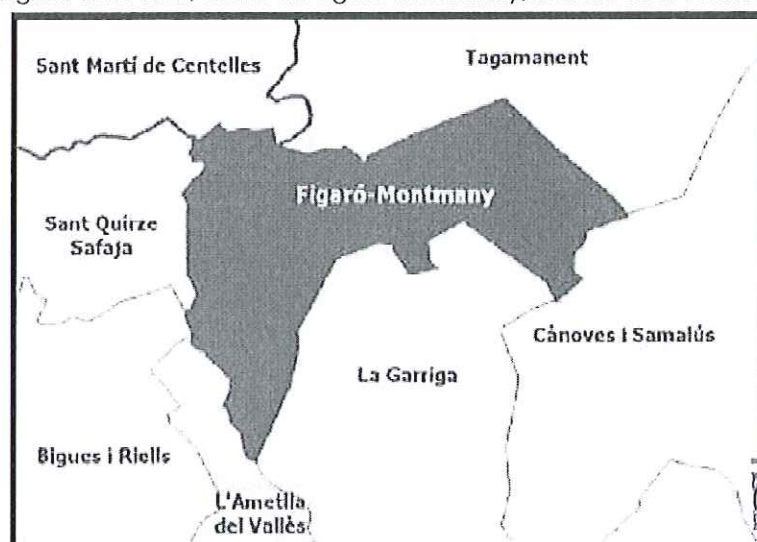 Sant Martí de Centelles
Tagamanent
Figaró-Montmany
Sant Quirze
Safaja
Cànoves i Samalús
La Garriga
Bigues i Riells
L'Ametlla
del Vallès